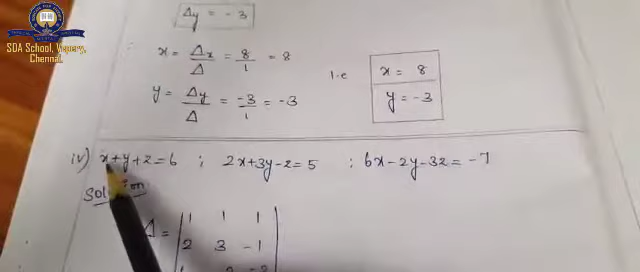 Δy = -3
SDA School, Vepery,
Chennai.
x = Δx/Δ = 8/1 = 8
y = Δy/Δ = -3/1 = -3
i.e
x = 8
y = -3
iv) x+y+z=6 ; 2x+3y-z=5 ; 6x-2y-3z=-7
Solution
Δ = | 1 1 1 |
2 3 -1